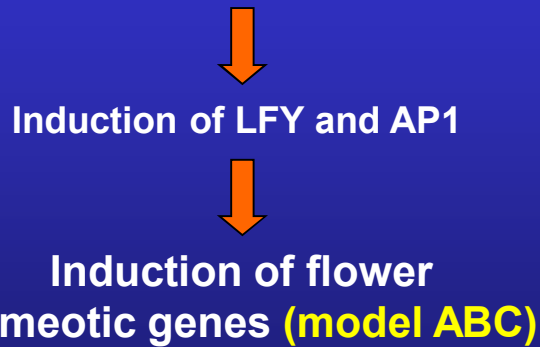 Induction of LFY and AP1
Induction of flower
meotic genes (model ABC)